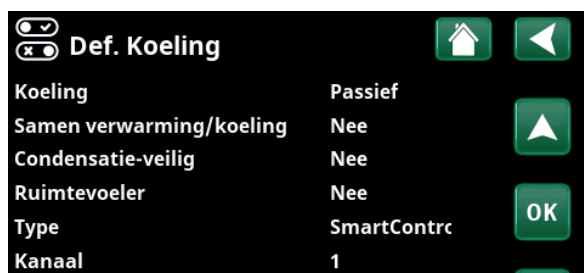 Def. Koeling
Koeling Passief
Samen verwarming/koeling Nee
Condensatie-veilig Nee
Ruimtevoeler Nee
OK
Type SmartContrc
Kanaal 1